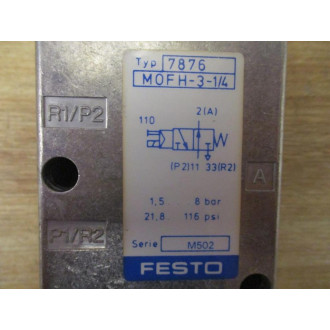 Typ 7876
MOFH-3-1/4
R1/P2
110
2(A)
(P2)11 33(R2)
A
1,5 8 bar
21,8 116 psi
P1/R2
Serie M502
FESTO